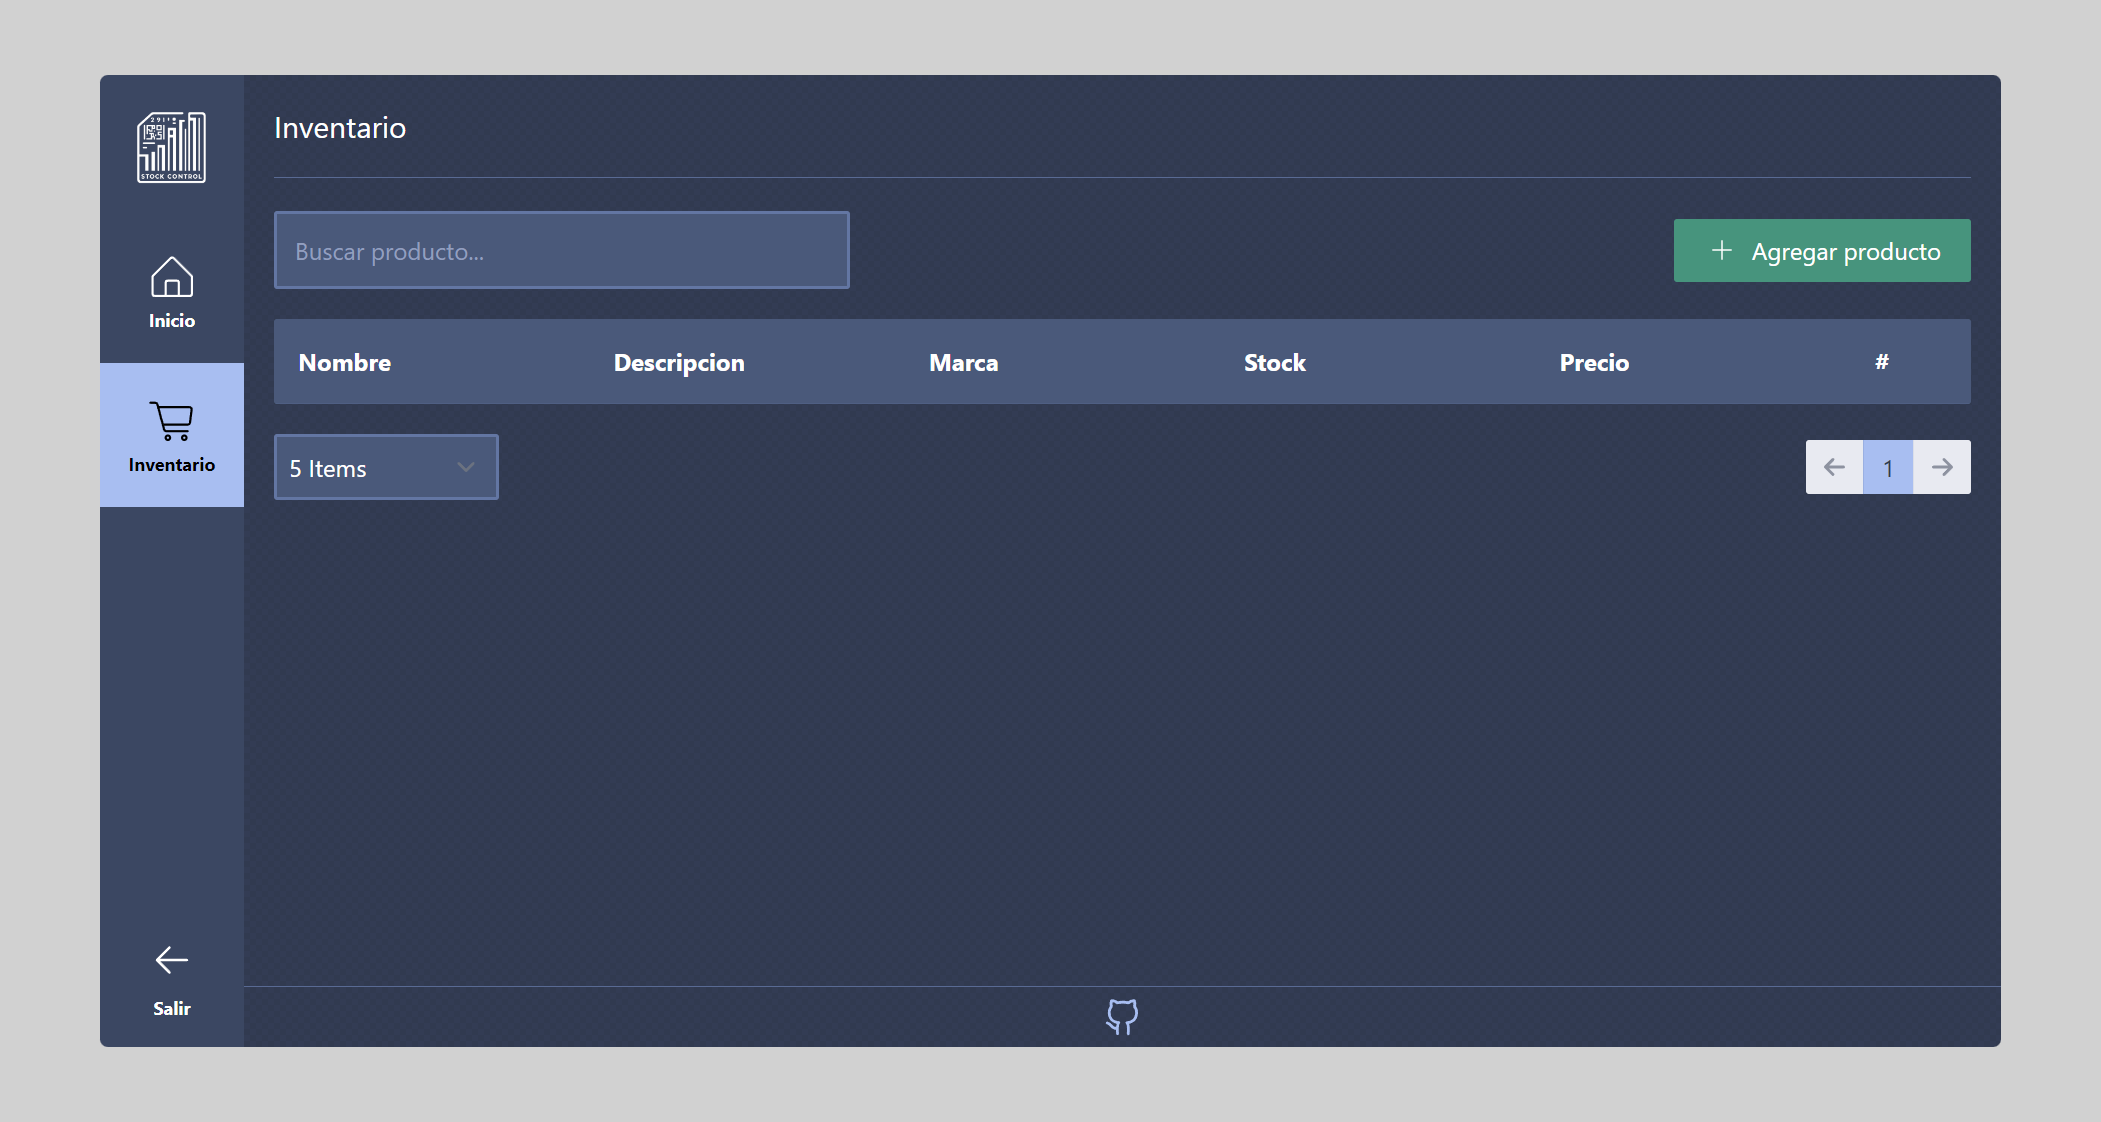 STOCK CONTROL
Inicio
Inventario
Salir
Inventario
Buscar producto...
Agregar producto
Nombre Descripcion Marca Stock Precio #
5 Items
1